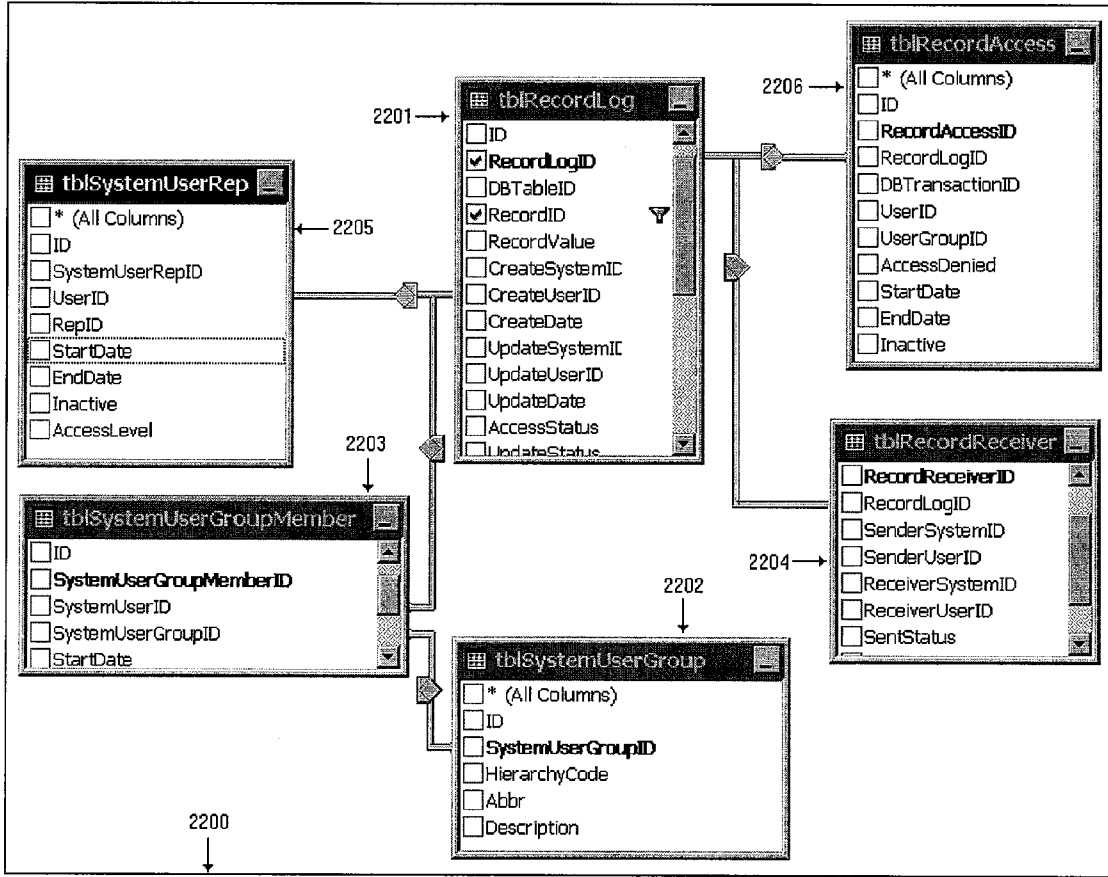 tblSystemUserRep
* (All Columns)
ID
SystemUserRepID
UserID
RepID
StartDate
EndDate
Inactive
AccessLevel
2205
2201
tblRecordLog
ID
RecordLogID
DBTableID
RecordID
RecordValue
CreateSystemID
CreateUserID
CreateDate
UpdateSystemID
UpdateUserID
UpdateDate
AccessStatus
UpdateStatus
2206
tblRecordAccess
* (All Columns)
ID
RecordAccessID
RecordLogID
DBTransactionID
UserID
UserGroupID
AccessDenied
StartDate
EndDate
Inactive
2203
tblSystemUserGroupMember
ID
SystemUserGroupMemberID
SystemUserID
SystemUserGroupID
StartDate
2202
tblSystemUserGroup
* (All Columns)
ID
SystemUserGroupID
HierarchyCode
Abbr
Description
2204
tblRecordReceiver
RecordReceiverID
RecordLogID
SenderSystemID
SenderUserID
ReceiverSystemID
ReceiverUserID
SentStatus
2200